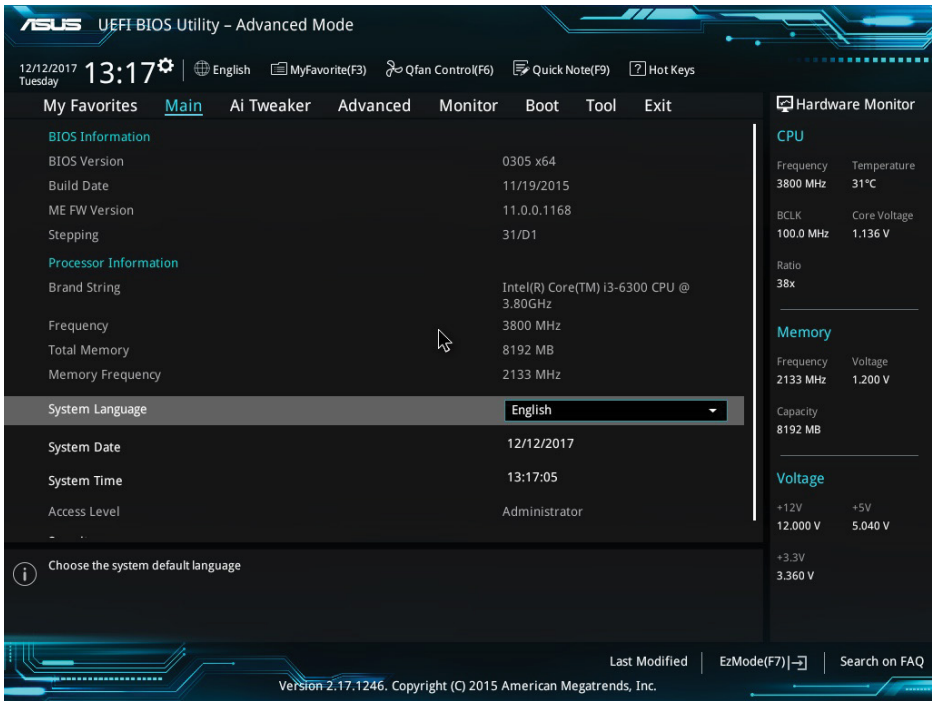 ASUS UEFI BIOS Utility – Advanced Mode
12/12/2017
Tuesday
13:17
English MyFavorite(F3) Qfan Control(F6) Quick Note(F9) ? Hot Keys
My Favorites Main Ai Tweaker Advanced Monitor Boot Tool Exit
BIOS Information
BIOS Version 0305 x64
Build Date 11/19/2015
ME FW Version 11.0.0.1168
Stepping 31/D1
Processor Information
Brand String Intel(R) Core(TM) i3-6300 CPU @
3.80GHz
Frequency 3800 MHz
Total Memory 8192 MB
Memory Frequency 2133 MHz
System Language English
System Date 12/12/2017
System Time 13:17:05
Access Level Administrator
i Choose the system default language
Hardware Monitor
CPU
Frequency Temperature
3800 MHz 31°C
BCLK Core Voltage
100.0 MHz 1.136 V
Ratio
38x
Memory
Frequency Voltage
2133 MHz 1.200 V
Capacity
8192 MB
Voltage
+12V +5V
12.000 V 5.040 V
+3.3V
3.360 V
Last Modified EzMode(F7) Search on FAQ
Version 2.17.1246. Copyright (C) 2015 American Megatrends, Inc.